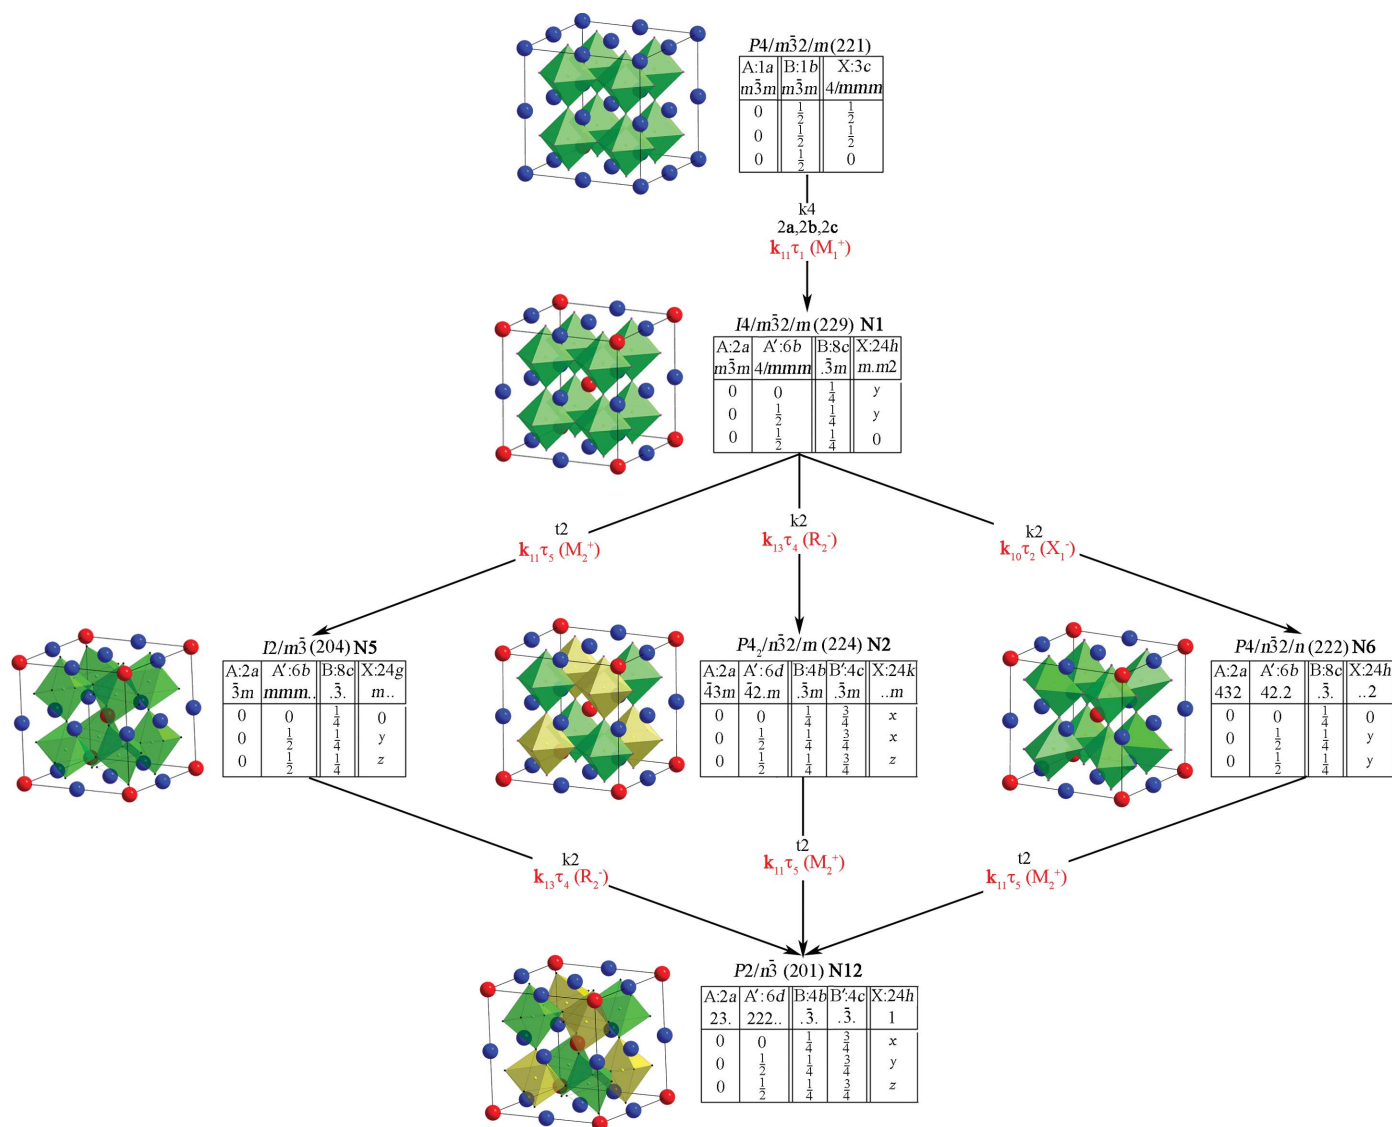 P4/m3̄2/m(221)
A:1a B:1b X:3c
m3̄m m3̄m 4/mmm
0 1/2 1/2
0 1/2 1/2
0 1/2 0
k4
2a,2b,2c
k₁₁τ₁ (M₁⁺)
I4/m3̄2/m(229) N1
A:2a A′:6b B:8c X:24h
m3̄m 4/mmm .3̄m m.m2
0 0 1/4 y
0 1/2 1/4 y
0 1/2 1/4 0
t2
k₁₁τ₅ (M₂⁺)
k2
k₁₃τ₄ (R₂⁻)
k2
k₁₀τ₂ (X₁⁻)
I2/m3̄ (204) N5
A:2a A′:6b B:8c X:24g
.3̄m mmm.. .3̄. m..
0 0 1/4 0
0 1/2 1/4 y
0 1/2 1/4 z
P4₂/n3̄2/m (224) N2
A:2a A′:6d B:4b B′:4c X:24k
4̄3m 4̄2.m .3̄m .3̄m ..m
0 0 1/4 3/4 x
0 1/2 1/4 3/4 x
0 1/2 1/4 3/4 z
P4/n3̄2/n (222) N6
A:2a A′:6b B:8c X:24h
432 42.2 .3̄. ..2
0 0 1/4 0
0 1/2 1/4 y
0 1/2 1/4 y
k2
k₁₃τ₄ (R₂⁻)
t2
k₁₁τ₅ (M₂⁺)
t2
k₁₁τ₅ (M₂⁺)
P2/n3̄ (201) N12
A:2a A′:6d B:4b B′:4c X:24h
23. 222.. .3̄. .3̄. 1
0 0 1/4 3/4 x
0 1/2 1/4 3/4 y
0 1/2 1/4 3/4 z